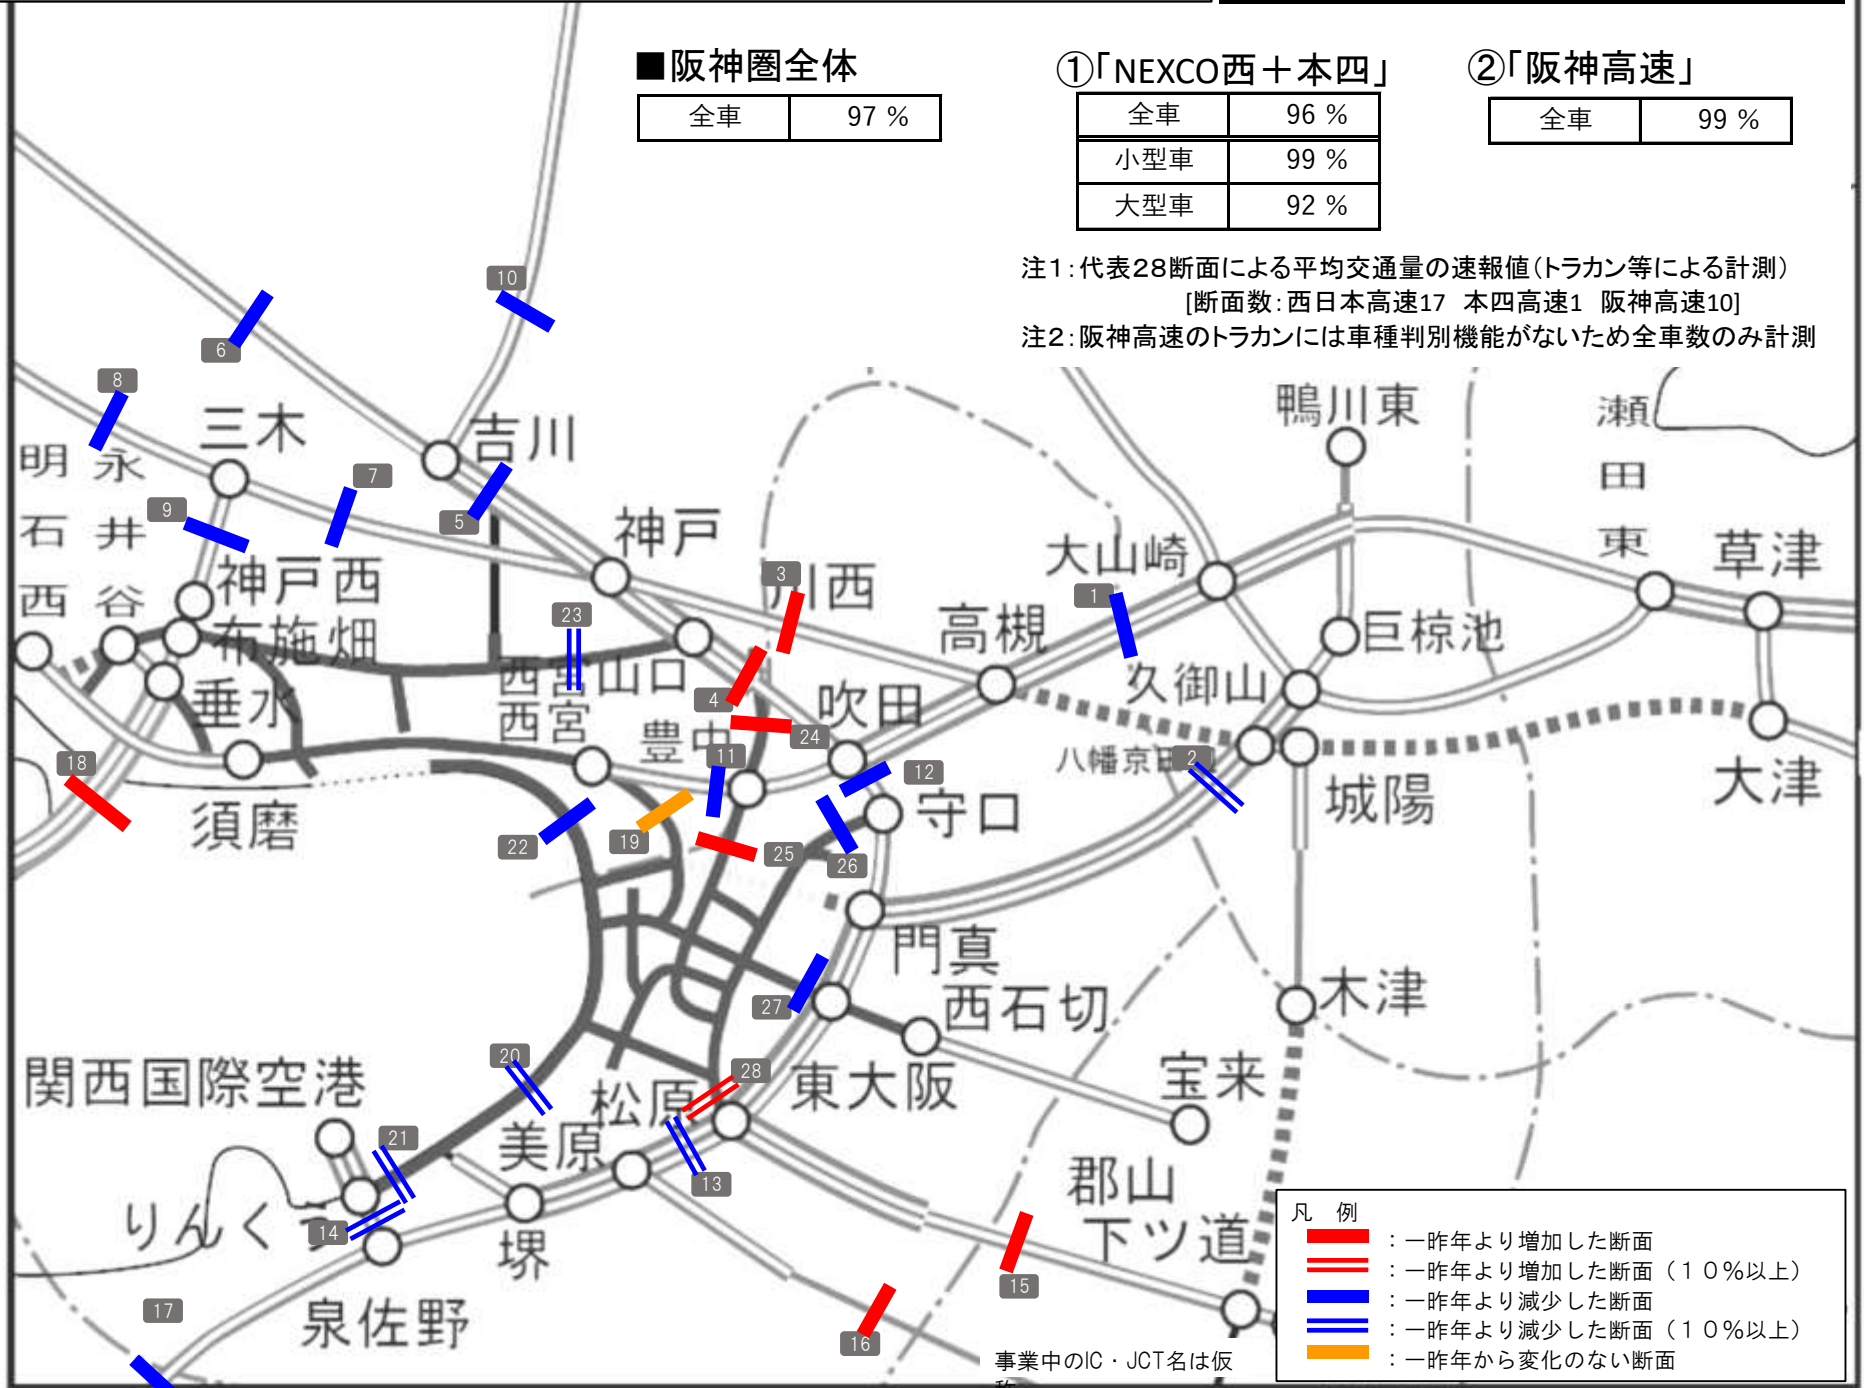 ■阪神圏全体
全車 97 %
①「NEXCO西＋本四」
全車 96 %
小型車 99 %
大型車 92 %
②「阪神高速」
全車 99 %
注1：代表28断面による平均交通量の速報値（トラカン等による計測）
[断面数：西日本高速17 本四高速1 阪神高速10]
注2：阪神高速のトラカンには車種判別機能がないため全車数のみ計測
10
6
8
三木
吉川
鴨川東
瀬田東
明石西
永井谷
7
9
5
神戸
大山崎
草津
神戸西
3
川西
1
高槻
23
布施畑
巨椋池
西宮山口
久御山
垂水
4
吹田
西宮
豊中
24
18
11
12
八幡京田
2
大津
城陽
須磨
22
19
25
26
守口
門真
27
西石切
木津
20
関西国際空港
28
松原
東大阪
宝来
21
美原
13
郡山
下ツ道
りんくう
14
堺
15
17
泉佐野
16
事業中のIC・JCT名は仮
凡 例
：一昨年より増加した断面
：一昨年より増加した断面（１０％以上）
：一昨年より減少した断面
：一昨年より減少した断面（１０％以上）
：一昨年から変化のない断面